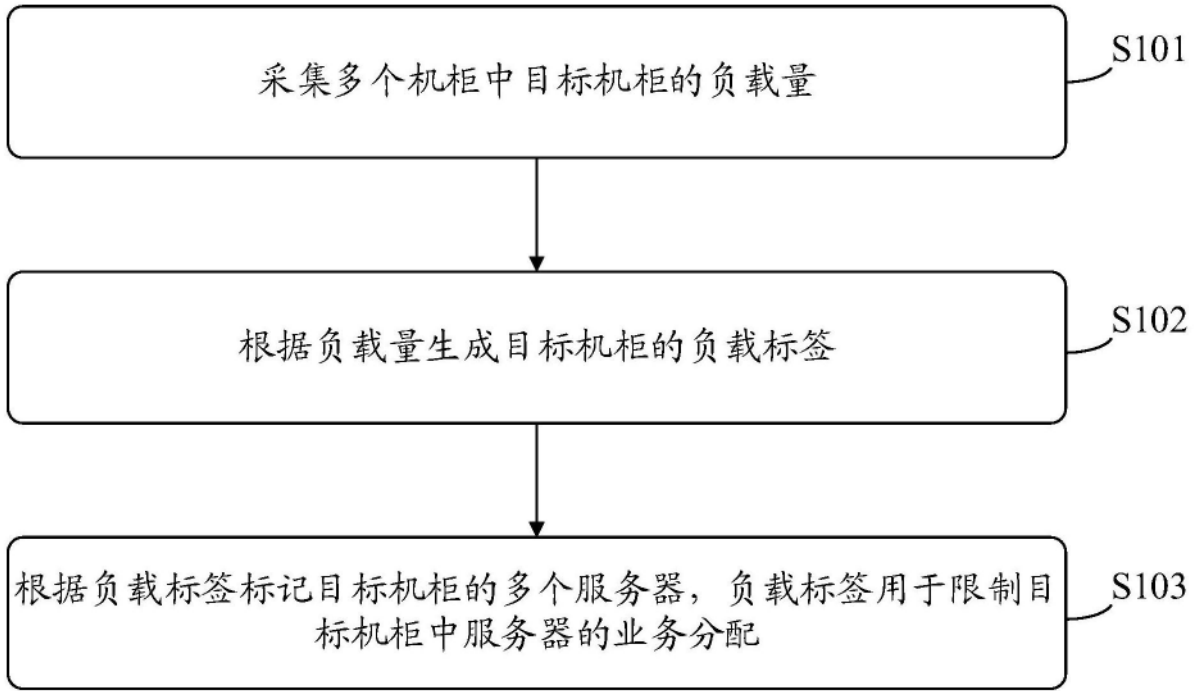 采集多个机柜中目标机柜的负载量
S101
根据负载量生成目标机柜的负载标签
S102
根据负载标签标记目标机柜的多个服务器，负载标签用于限制目
标机柜中服务器的业务分配
S103